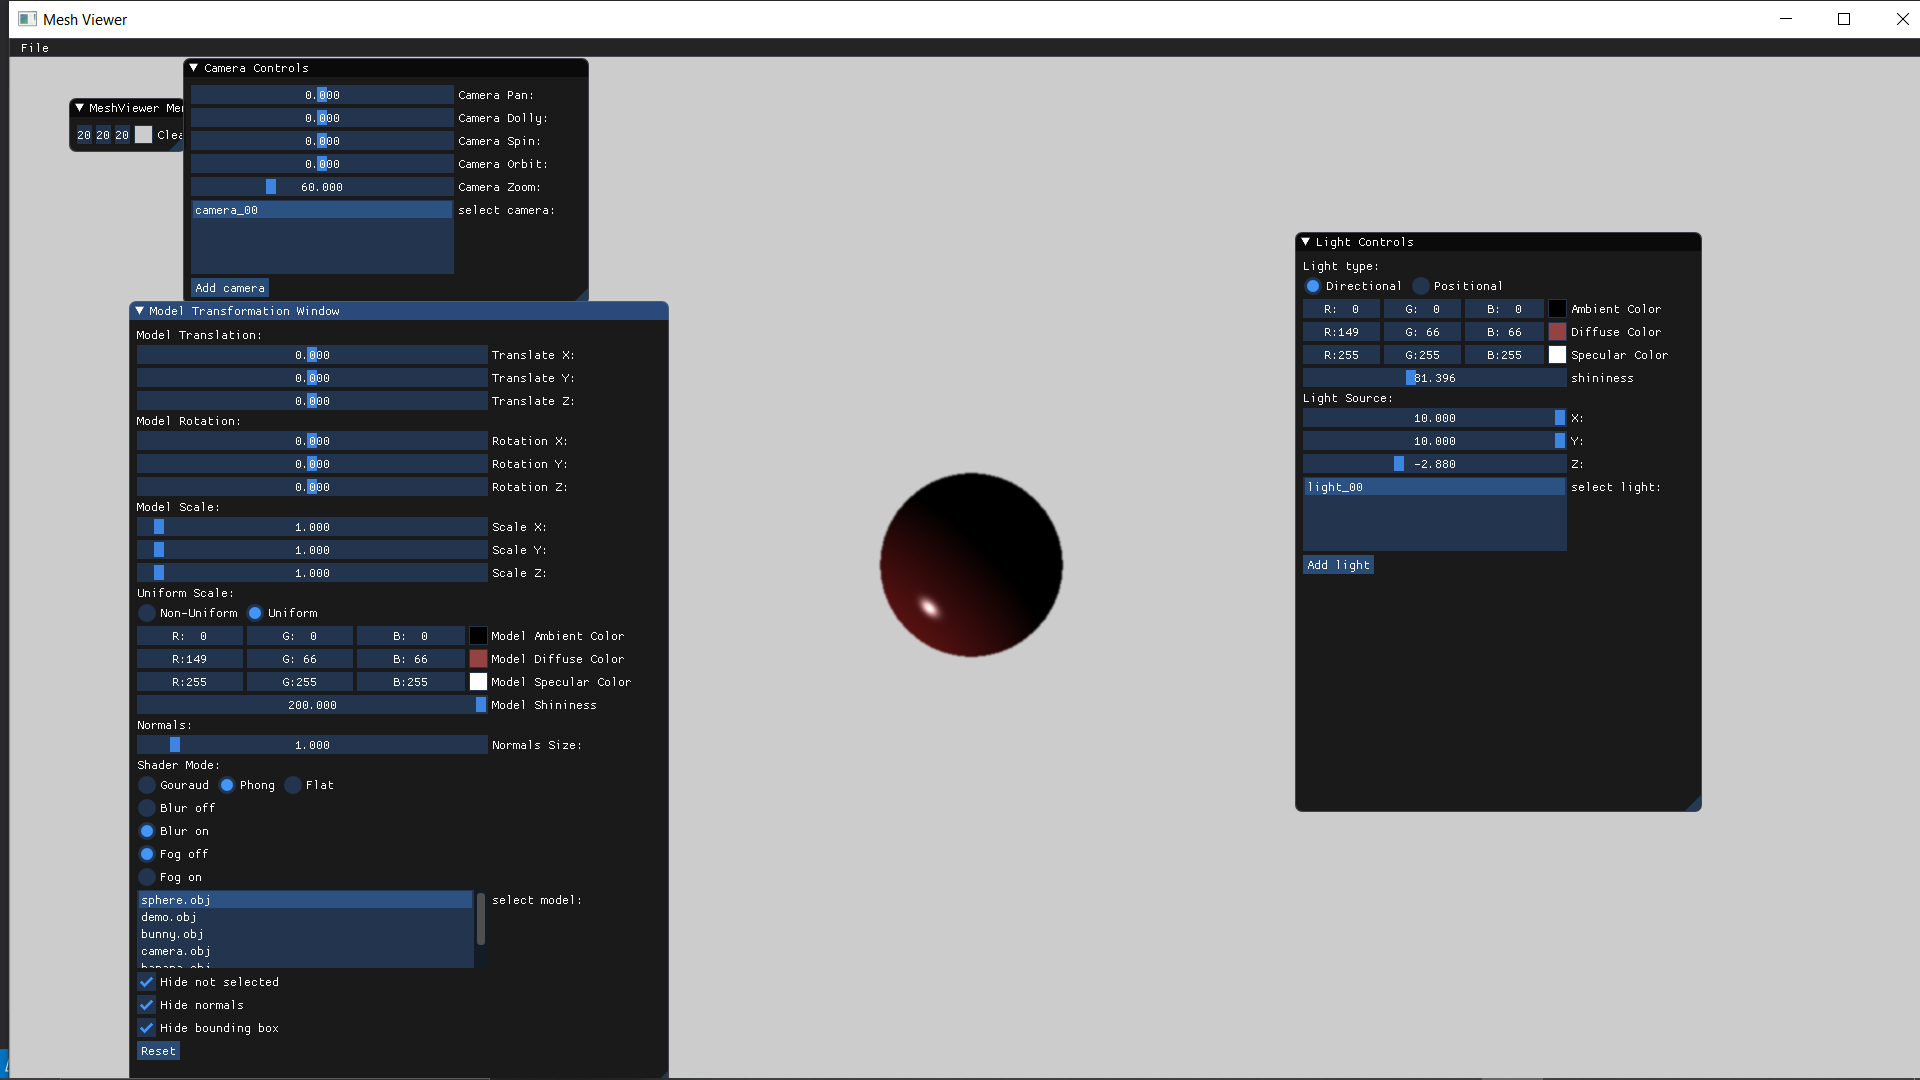 Mesh Viewer
File
Camera Controls
0.000 Camera Pan:
0.000 Camera Dolly:
0.000 Camera Spin:
0.000 Camera Orbit:
60.000 Camera Zoom:
camera_00 select camera:
Add camera
MeshViewer
20 20 20
Model Transformation Window
Model Translation:
0.000 Translate X:
0.000 Translate Y:
0.000 Translate Z:
Model Rotation:
0.000 Rotation X:
0.000 Rotation Y:
0.000 Rotation Z:
Model Scale:
1.000 Scale X:
1.000 Scale Y:
1.000 Scale Z:
Uniform Scale:
Non-Uniform Uniform
R: 0 G: 0 B: 0 Model Ambient Color
R:149 G: 66 B: 66 Model Diffuse Color
R:255 G:255 B:255 Model Specular Color
200.000 Model Shininess
Normals:
1.000 Normals Size:
Shader Mode:
Gouraud Phong Flat
Blur off
Blur on
Fog off
Fog on
sphere.obj select model:
demo.obj
bunny.obj
camera.obj
Hide not selected
Hide normals
Hide bounding box
Reset
Light Controls
Light type:
Directional Positional
R: 0 G: 0 B: 0 Ambient Color
R:149 G: 66 B: 66 Diffuse Color
R:255 G:255 B:255 Specular Color
81.396 shininess
Light Source:
10.000 X:
10.000 Y:
-2.880 Z:
light_00 select light:
Add light